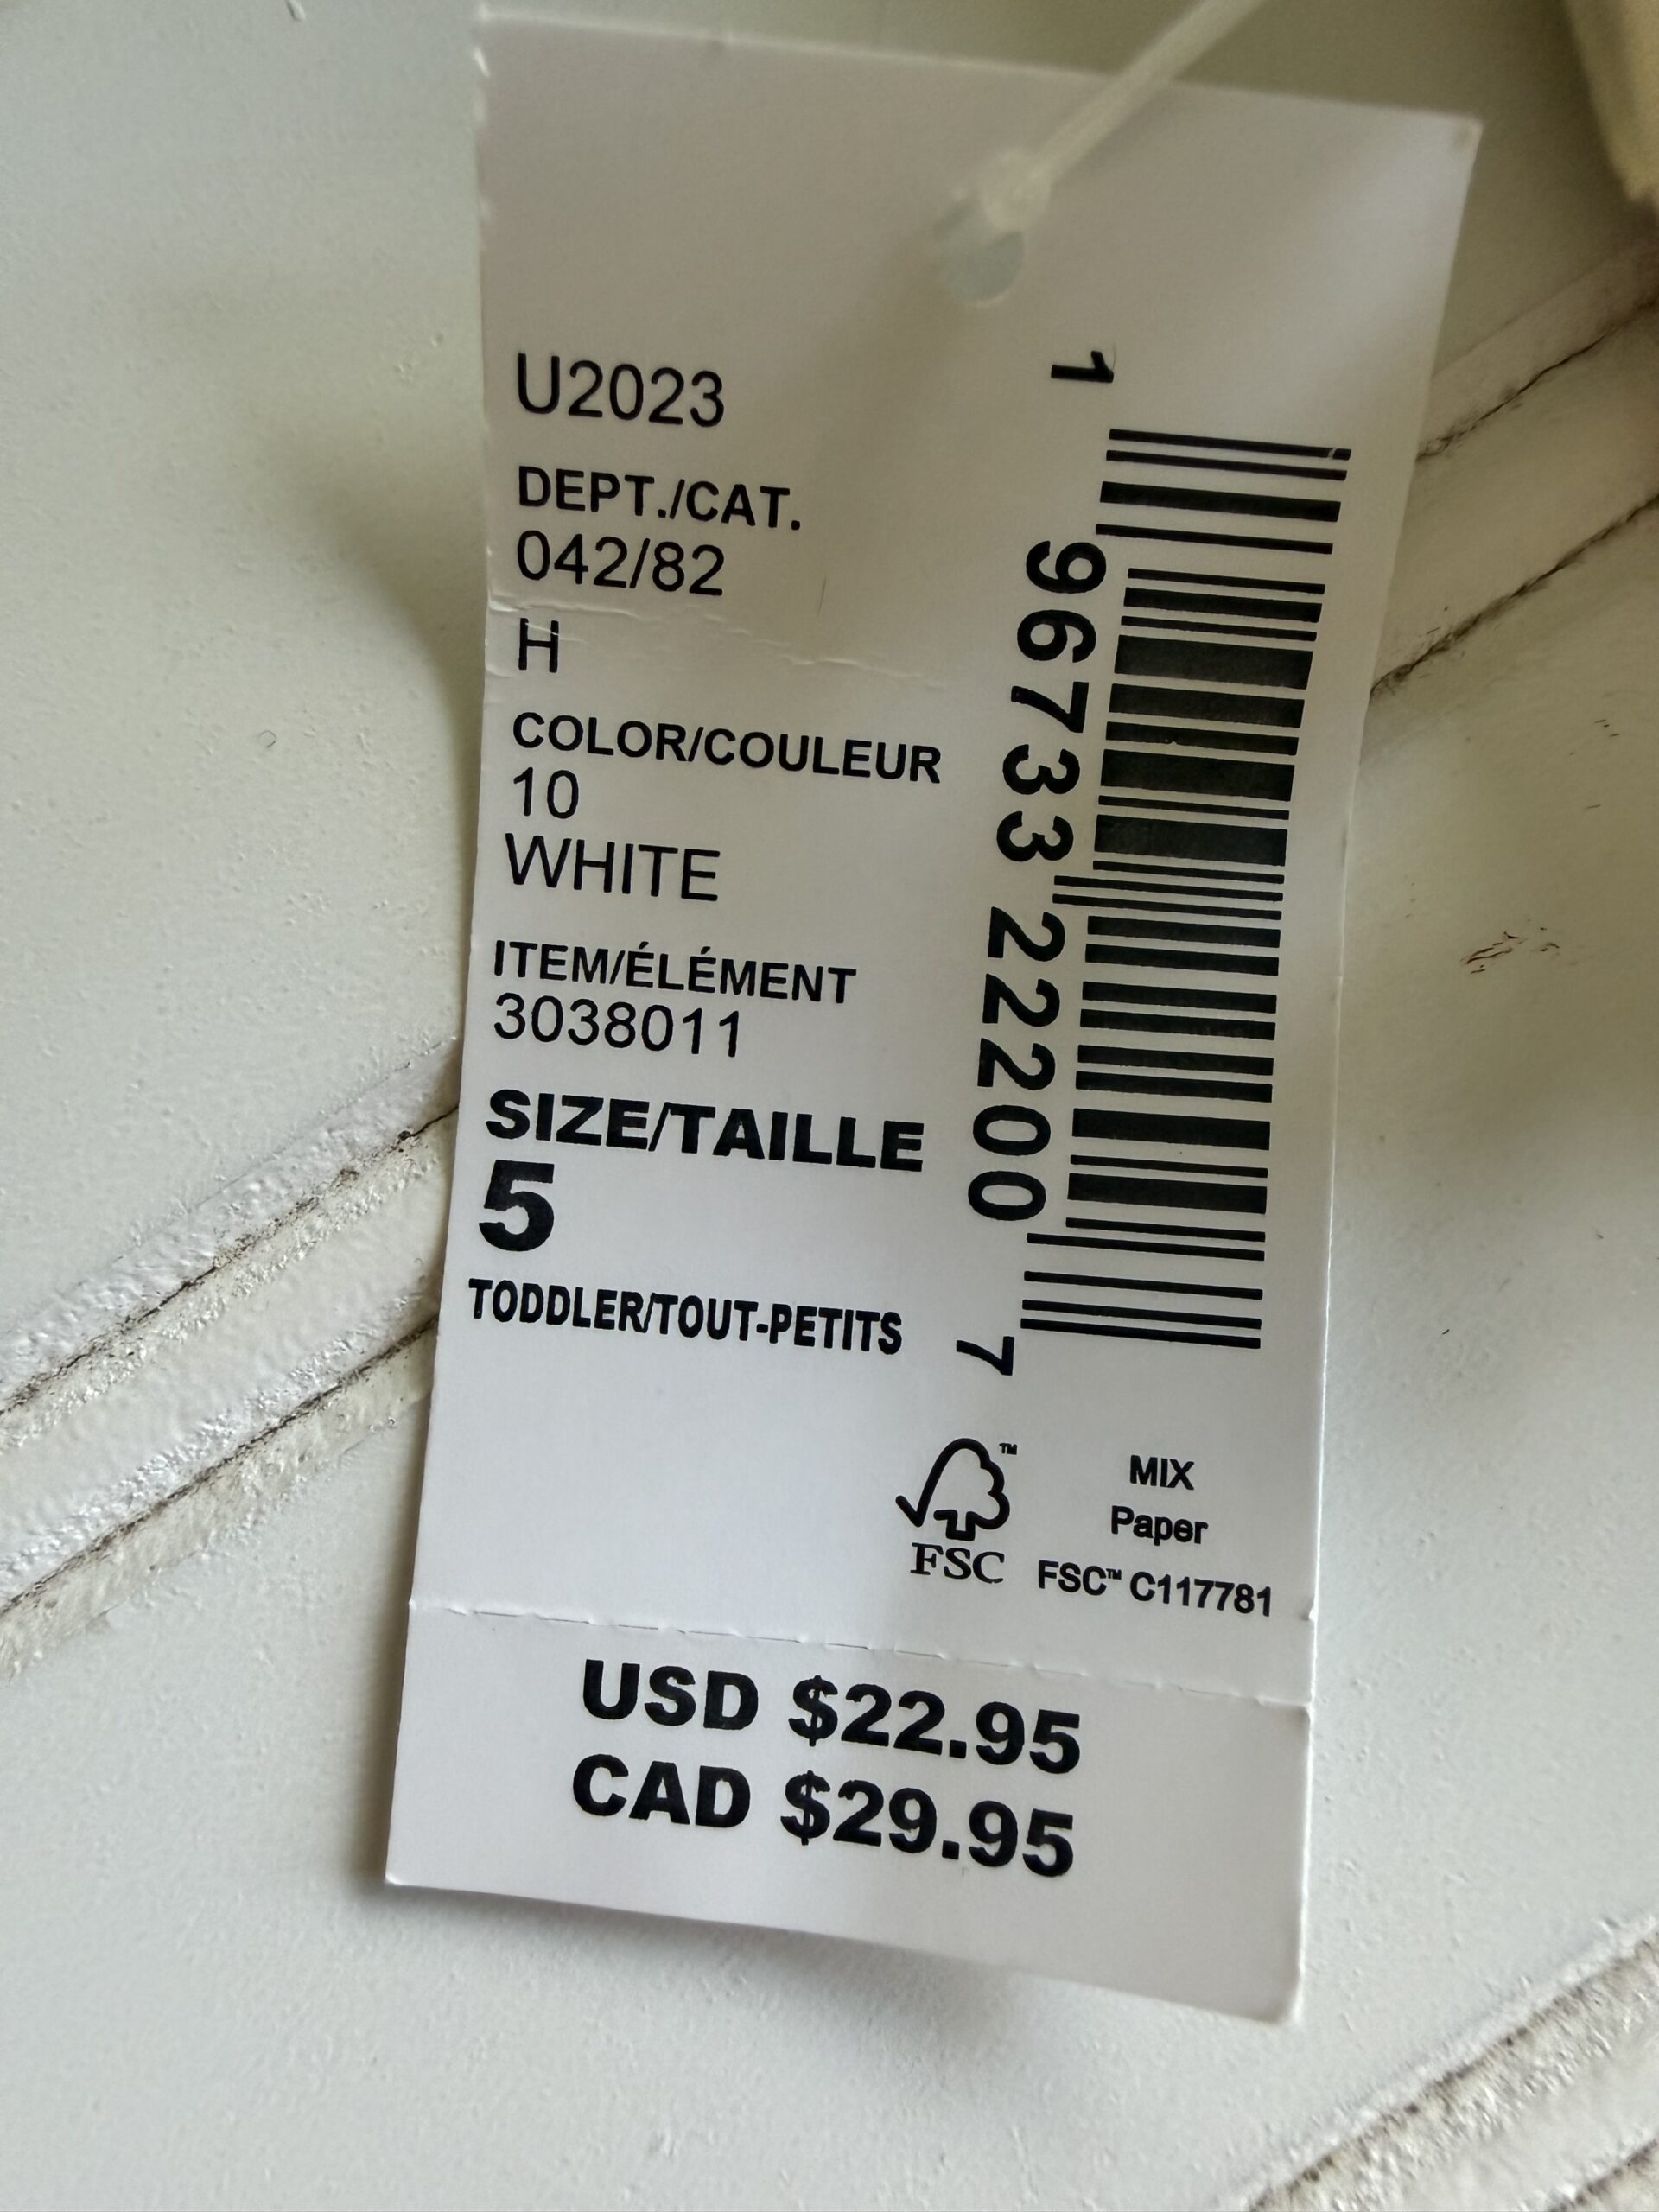 U2023
DEPT./CAT.
042/82
H
COLOR/COULEUR
10
WHITE
ITEM/ÉLÉMENT
3038011
SIZE/TAILLE
5
TODDLER/TOUT-PETITS
1 96733 22200 7
TM
FSC
MIX
Paper
FSC™ C117781
USD $22.95
CAD $29.95